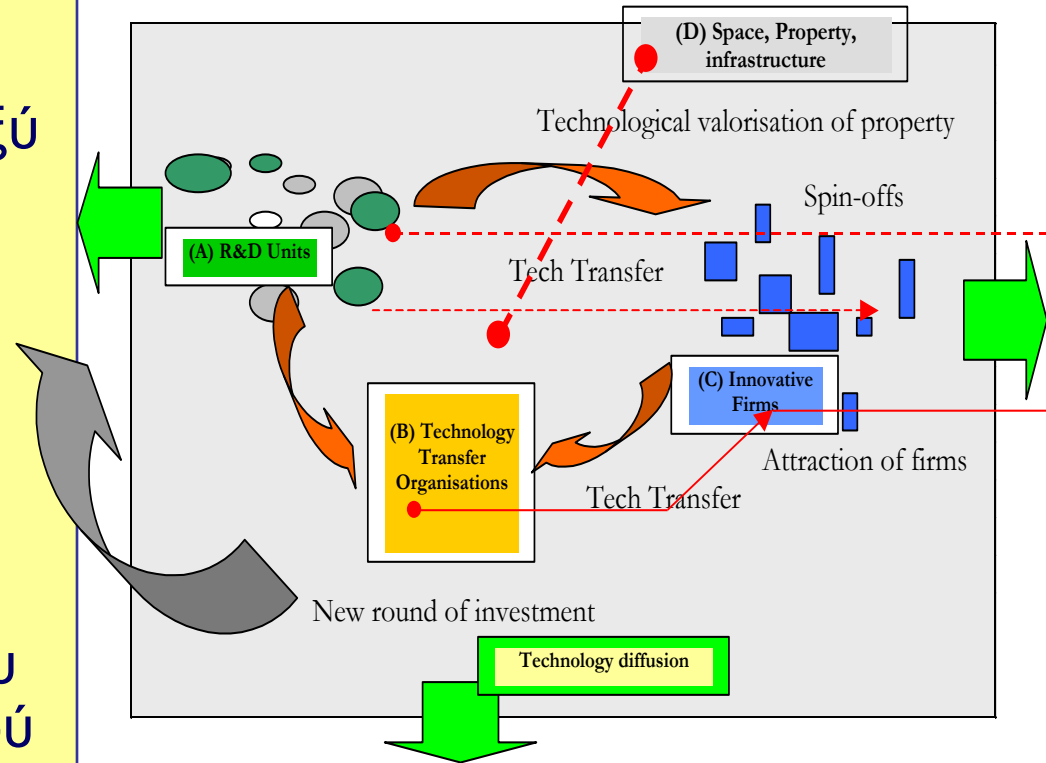 (D) Space, Property,
infrastructure
Technological valorisation of property
Spin-offs
(A) R&D Units
Tech Transfer
(C) Innovative
Firms
(B) Technology
Transfer
Organisations
Attraction of firms
Tech Transfer
New round of investment
Technology diffusion